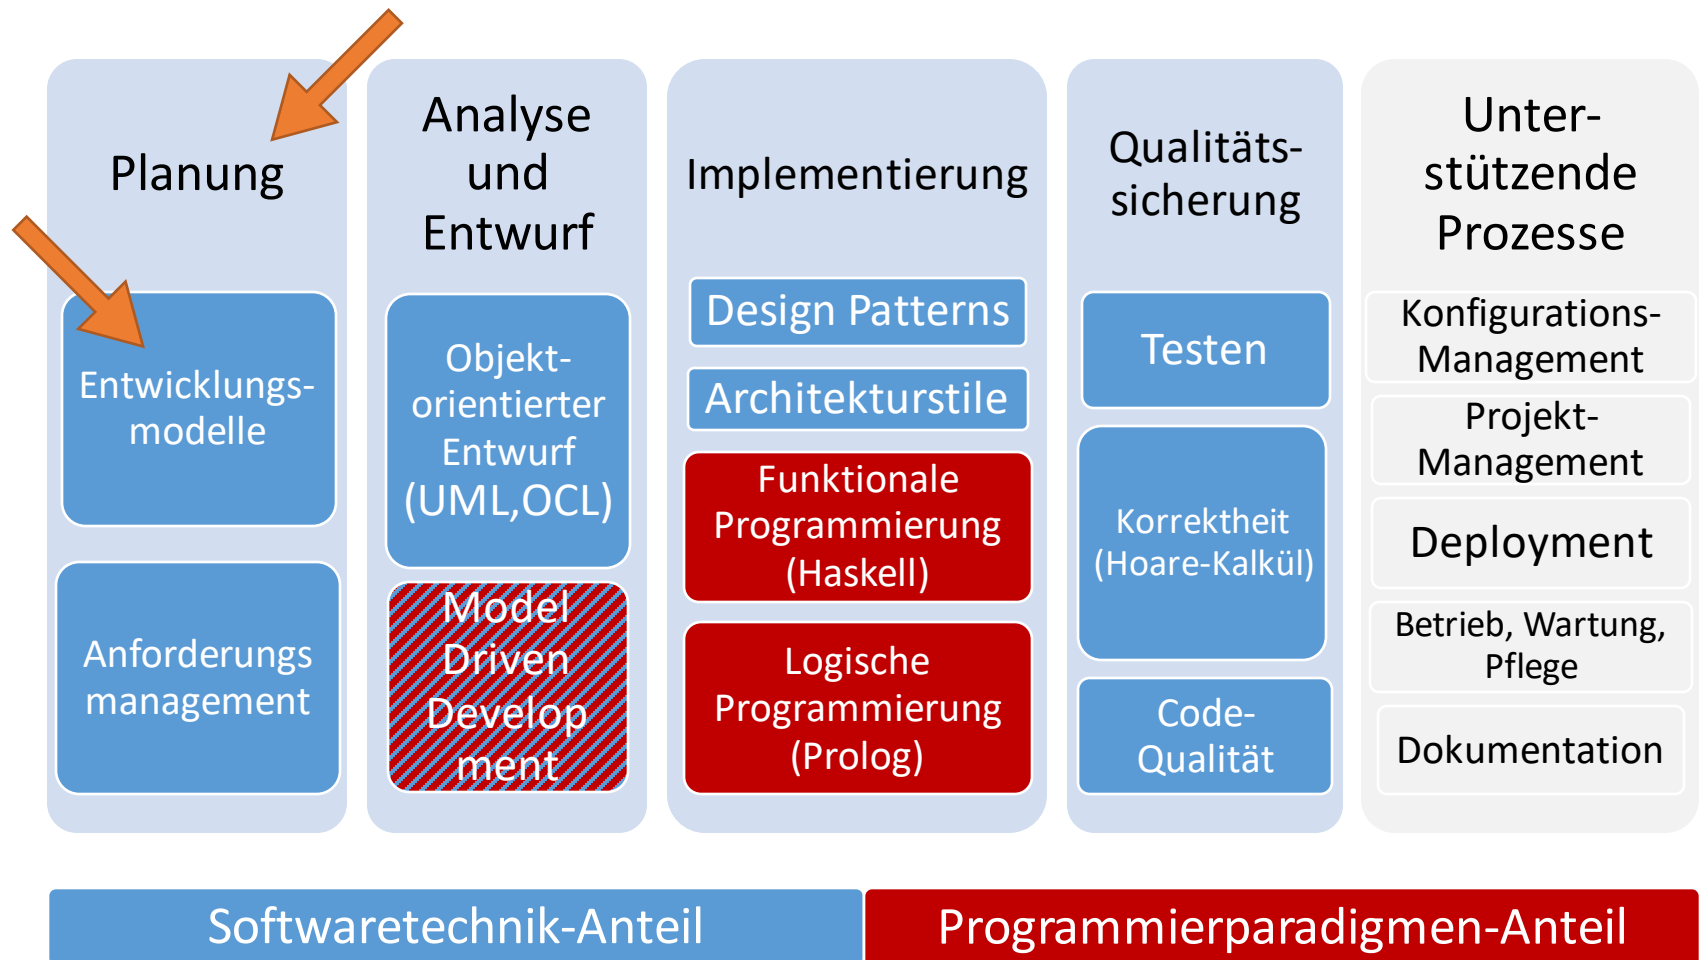 Planung
Entwicklungs-
modelle
Anforderungs
management
Analyse
und
Entwurf
Objekt-
orientierter
Entwurf
(UML,OCL)
Model
Driven
Develop
ment
Implementierung
Design Patterns
Architekturstile
Funktionale
Programmierung
(Haskell)
Logische
Programmierung
(Prolog)
Qualitäts-
sicherung
Testen
Korrektheit
(Hoare-Kalkül)
Code-
Qualität
Unter-
stützende
Prozesse
Konfigurations-
Management
Projekt-
Management
Deployment
Betrieb, Wartung,
Pflege
Dokumentation
Softwaretechnik-Anteil
Programmierparadigmen-Anteil